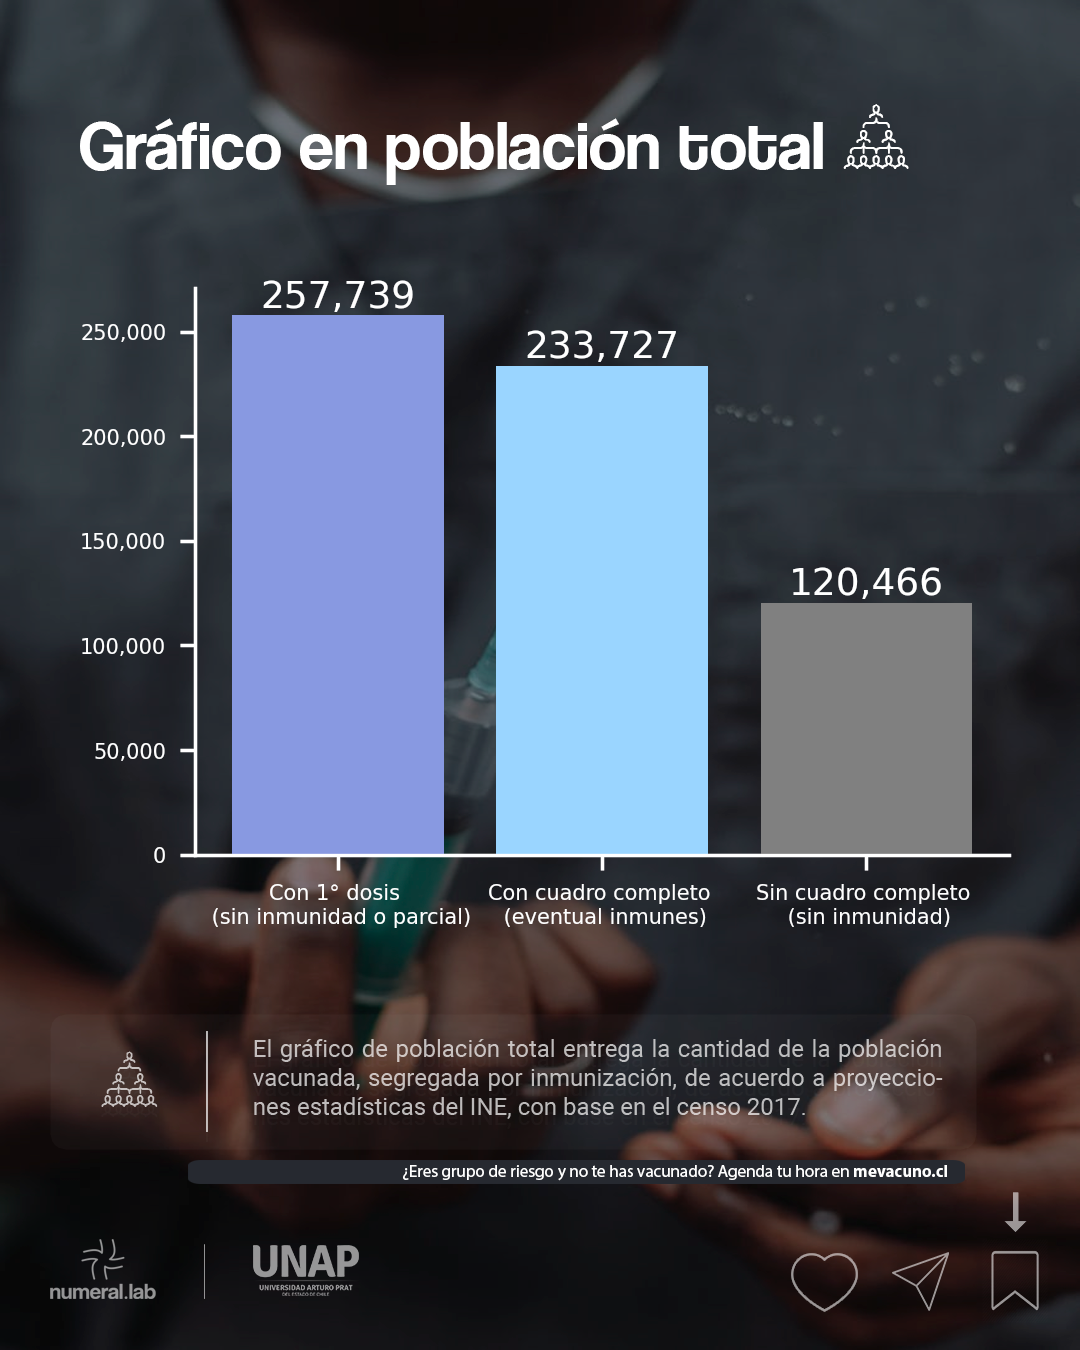 Gráfico en población total
257,739
233,727
120,466
250,000
200,000
150,000
100,000
50,000
0
Con 1° dosis
(sin inmunidad o parcial)
Con cuadro completo
(eventual inmunes)
Sin cuadro completo
(sin inmunidad)
El gráfico de población total entrega la cantidad de la población
vacunada, segregada por inmunización, de acuerdo a proyeccio-
nes estadísticas del INE, con base en el censo 2017.
¿Eres grupo de riesgo y no te has vacunado? Agenda tu hora en mevacuno.cl
numeral.lab
UNAP
UNIVERSIDAD ARTURO PRAT
DEL ESTADO DE CHILE